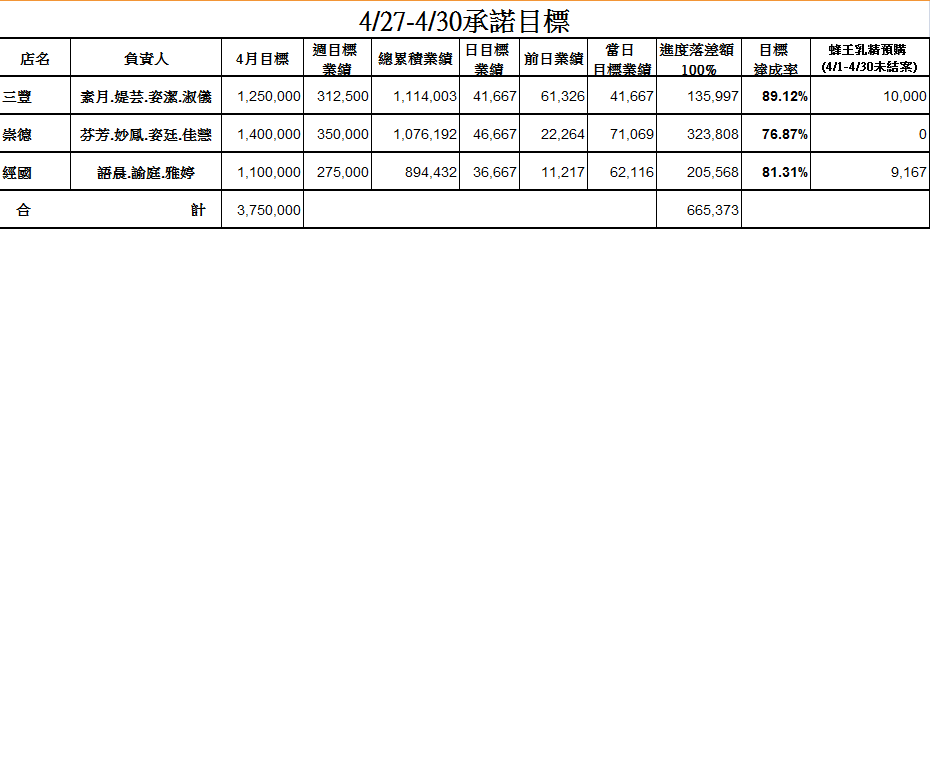 4/27-4/30承諾目標
店名 負責人 4月目標 週目標業績 總累積業績 日目標業績 前日業績 當日目標業績 進度落差額100% 目標達成率 蜂王乳精預購(4/1-4/30未結案)
三豐 素月.媞芸.姿潔.淑儀 1,250,000 312,500 1,114,003 41,667 61,326 41,667 135,997 89.12% 10,000
崇德 芬芳.妙鳳.姿廷.佳慧 1,400,000 350,000 1,076,192 46,667 22,264 71,069 323,808 76.87% 0
經國 語晨.諭庭.雅婷 1,100,000 275,000 894,432 36,667 11,217 62,116 205,568 81.31% 9,167
合計 3,750,000 665,373